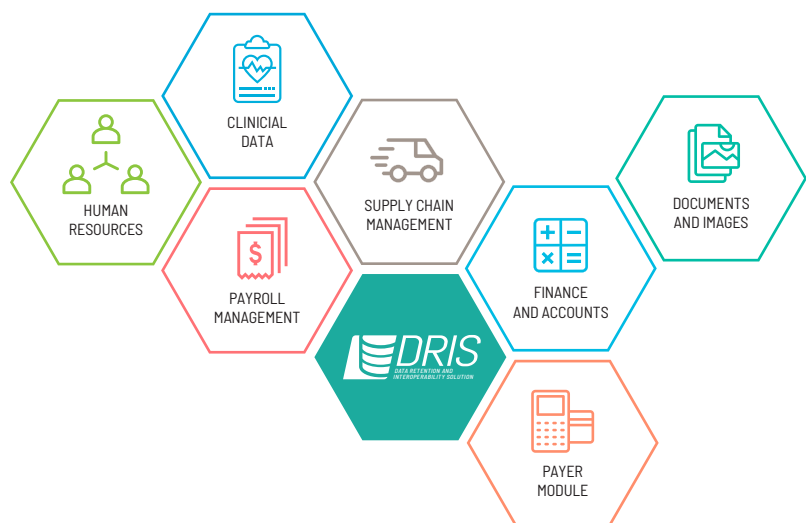 CLINICIAL
DATA
HUMAN
RESOURCES
SUPPLY CHAIN
MANAGEMENT
DOCUMENTS
AND IMAGES
$
PAYROLL
MANAGEMENT
FINANCE
AND ACCOUNTS
DRIS
DATA RETENTION AND
INTEROPERABILITY SOLUTION
PAYER
MODULE